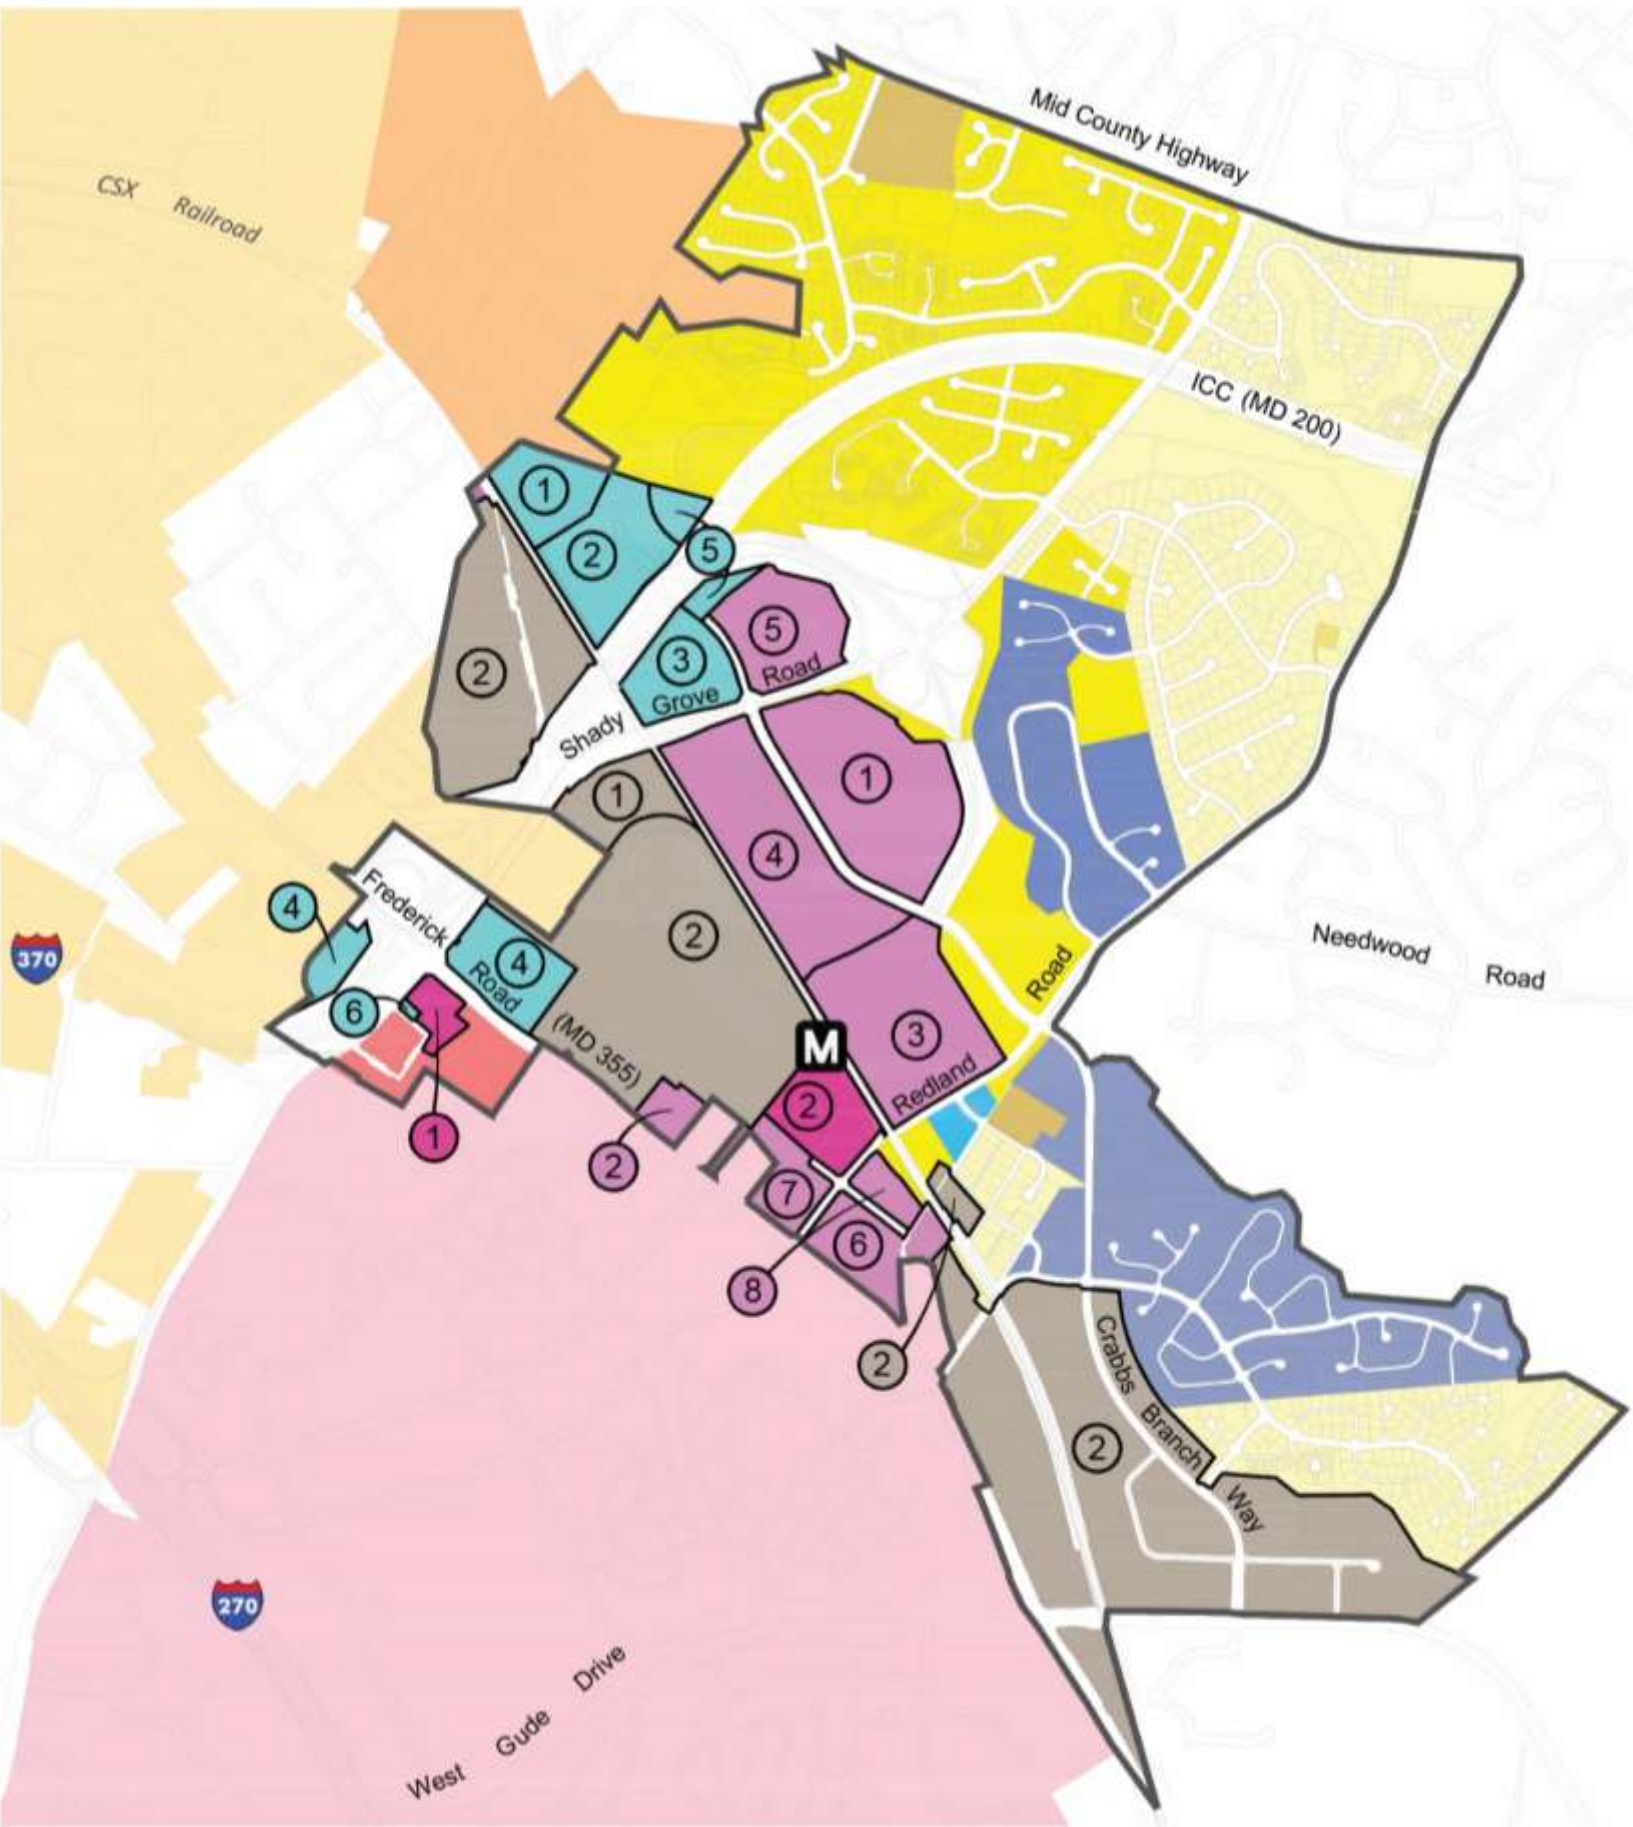 Mid County Highway
CSX Railroad
ICC (MD 200)
1
2
5
5
3
Road
Grove
2
Shady
1
1
4
Frederick
4
2
4
Road
370
Needwood Road
Road
6
(MD 355)
M
3
2
Redland
1
2
7
6
8
2
Crabbs
Branch
2
Way
270
West Gude Drive